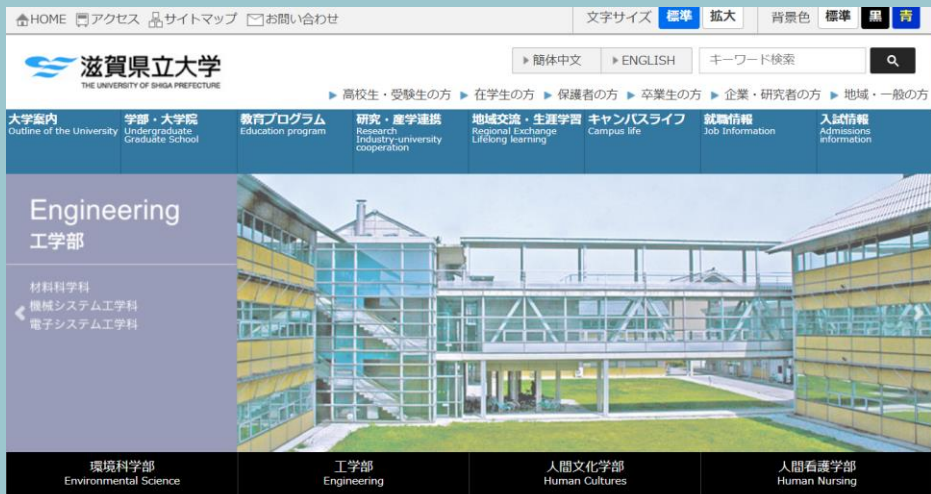 HOME アクセス サイトマップ お問い合わせ 文字サイズ 標準 拡大 背景色 標準 黒 青
滋賀県立大学
THE UNIVERSITY OF SHIGA PREFECTURE
簡体中文 ENGLISH キーワード検索
高校生・受験生の方 在学生の方 保護者の方 卒業生の方 企業・研究者の方 地域・一般の方
大学案内 学部・大学院 教育プログラム 研究・産学連携 地域交流・生涯学習 キャンパスライフ 就職情報 入試情報
Outline of the University Undergraduate Education program Research Regional Exchange Campus life Job Information Admissions
Graduate School Industry-university Lifelong learning information
cooperation
Engineering
工学部
材料科学科
機械システム工学科
電子システム工学科
環境科学部 工学部 人間文化学部 人間看護学部
Environmental Science Engineering Human Cultures Human Nursing